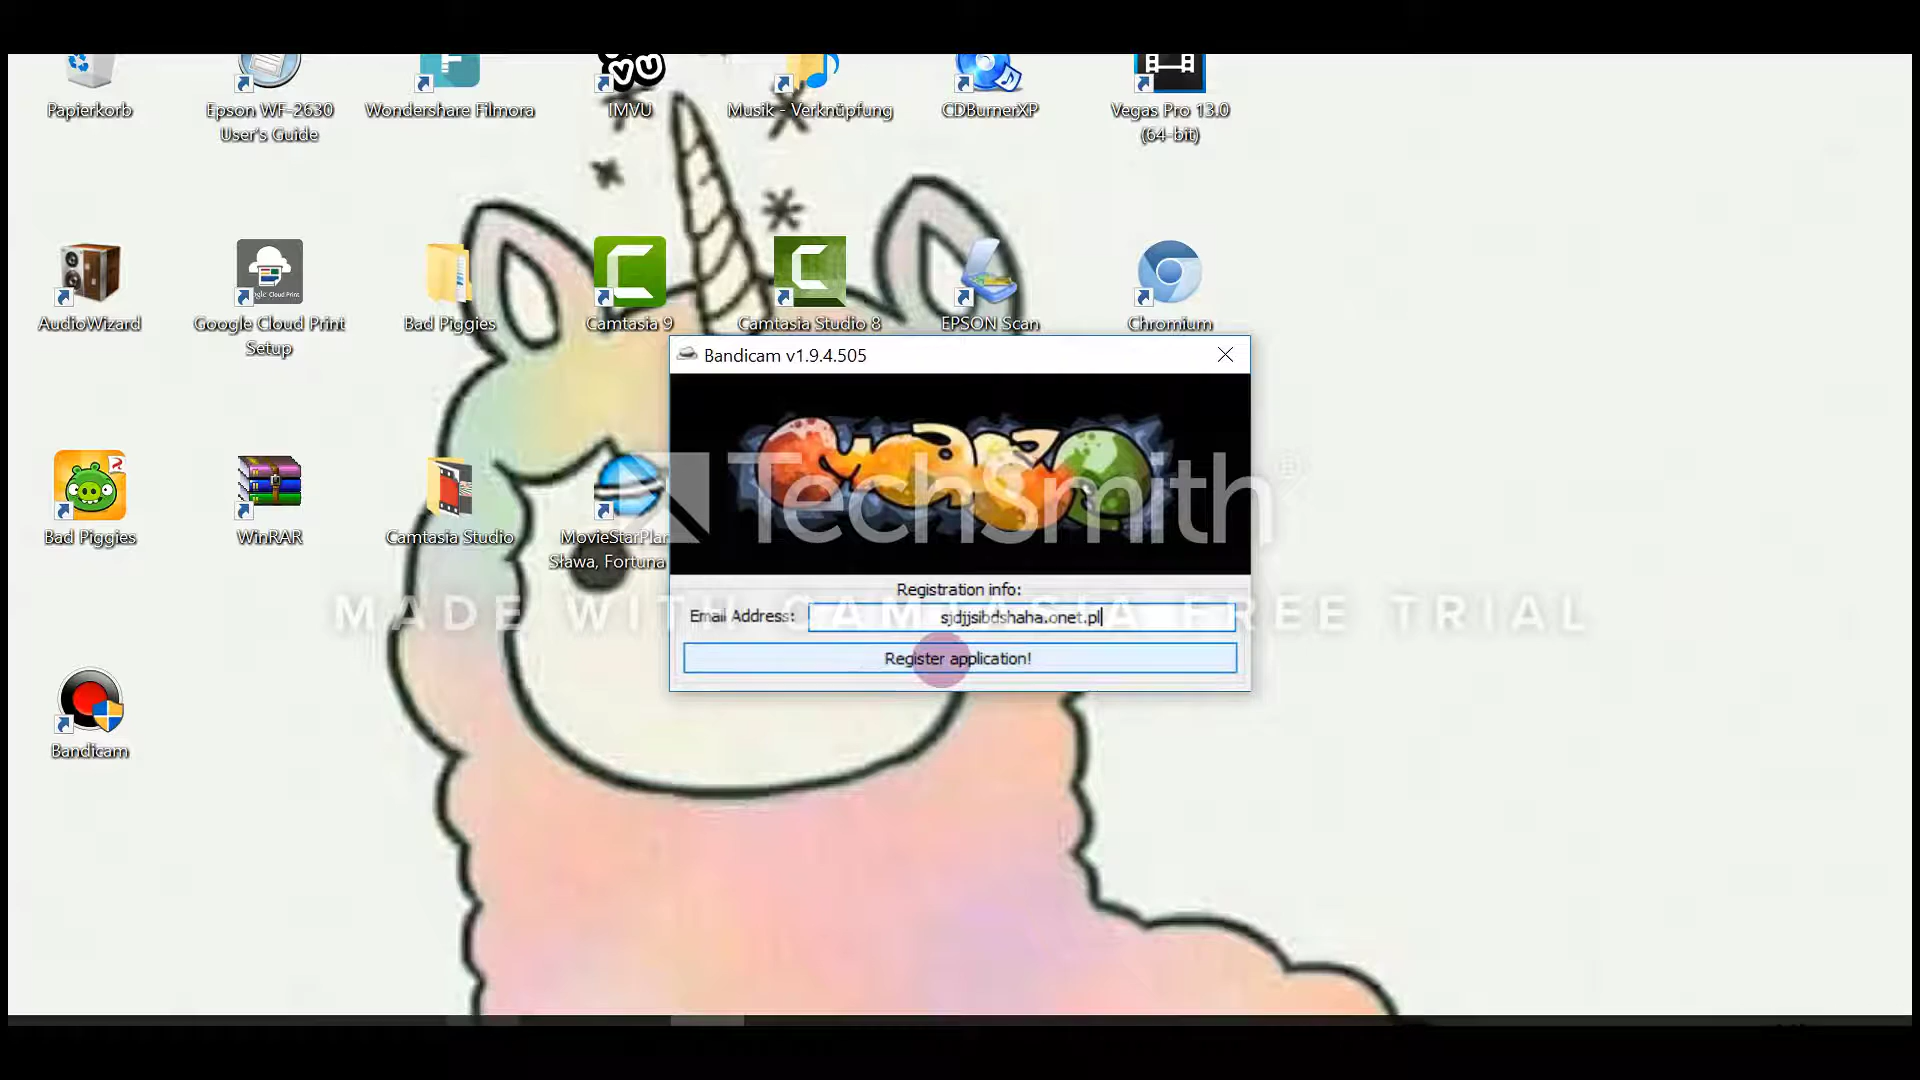 Papierkorb
Epson WF-2630
User's Guide
Wondershare Filmora
IMVU
Musik - Verknüpfung
CDBurnerXP
Vegas Pro 13.0
(64-bit)
AudioWizard
Google Cloud Print
Setup
Bad Piggies
Camtasia 9
Camtasia Studio 8
EPSON Scan
Chromium
Bandicam v1.9.4.505
TechSmith®
Bad Piggies
WinRAR
Camtasia Studio
MovieStarPlan
Sława, Fortuna
Registration info:
MADE WITH CAMTASIA FREE TRIAL
Email Address:
sjdjjsibdshaha.onet.pl
Register application!
Bandicam